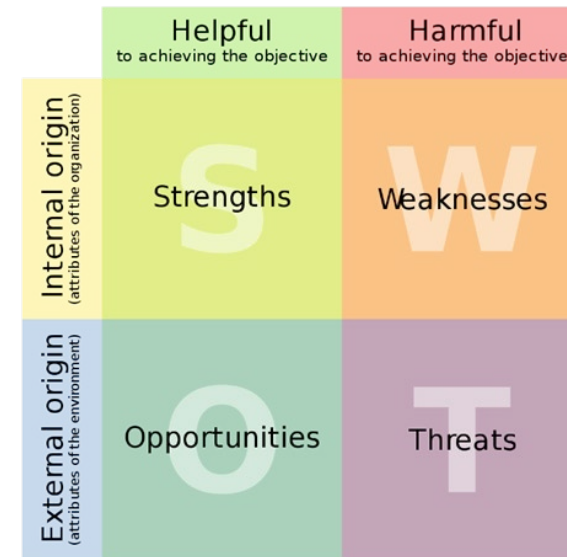 Helpful
to achieving the objective
Harmful
to achieving the objective
Internal origin
(attributes of the organization)
S
Strengths
W
Weaknesses
External origin
(attributes of the environment)
O
Opportunities
T
Threats